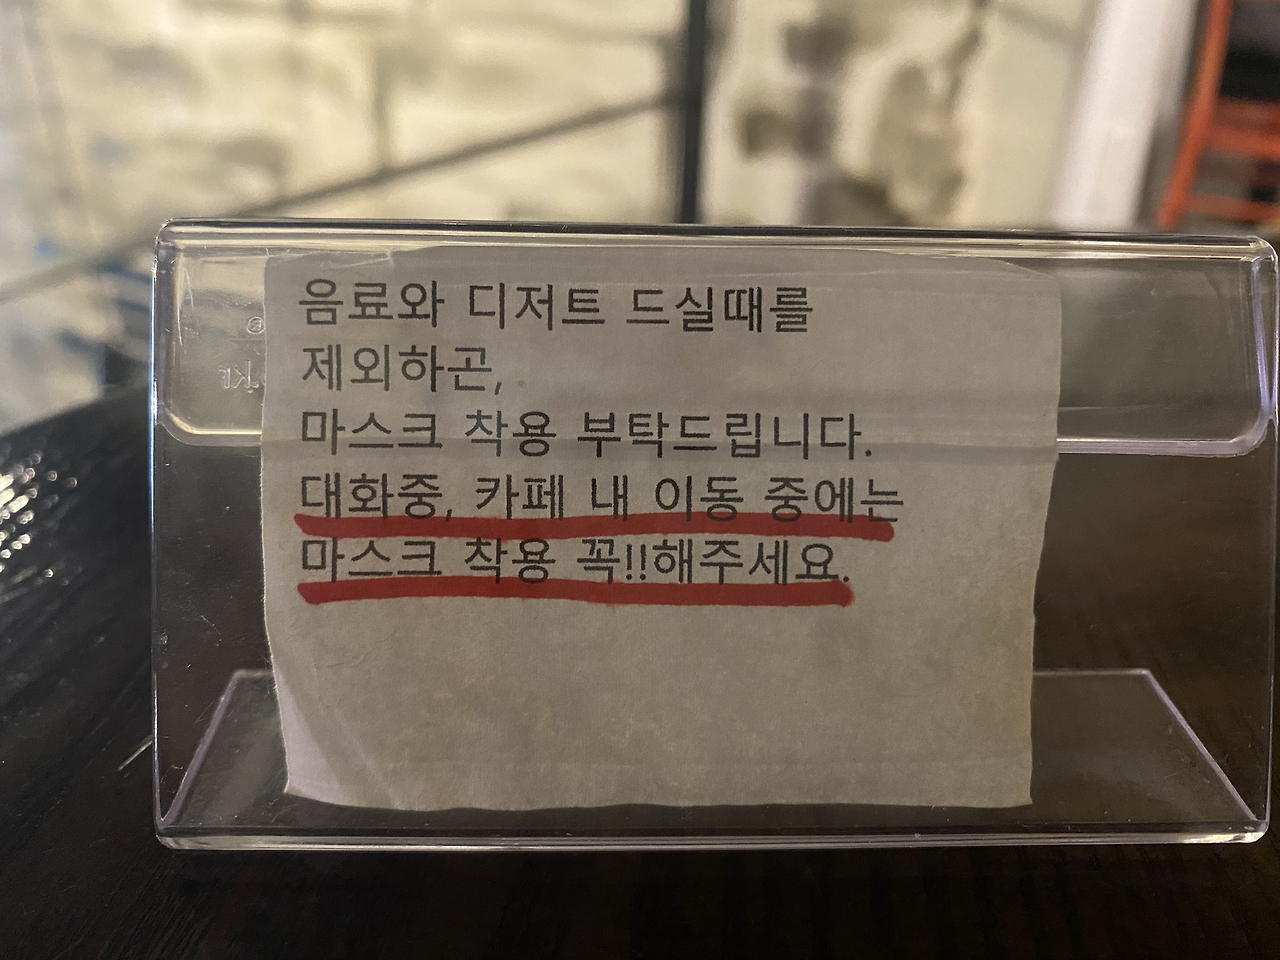 음료와 디저트 드실때를
제외하곤,
마스크 착용 부탁드립니다.
대화중, 카페 내 이동 중에는
마스크 착용 꼭!!해주세요.